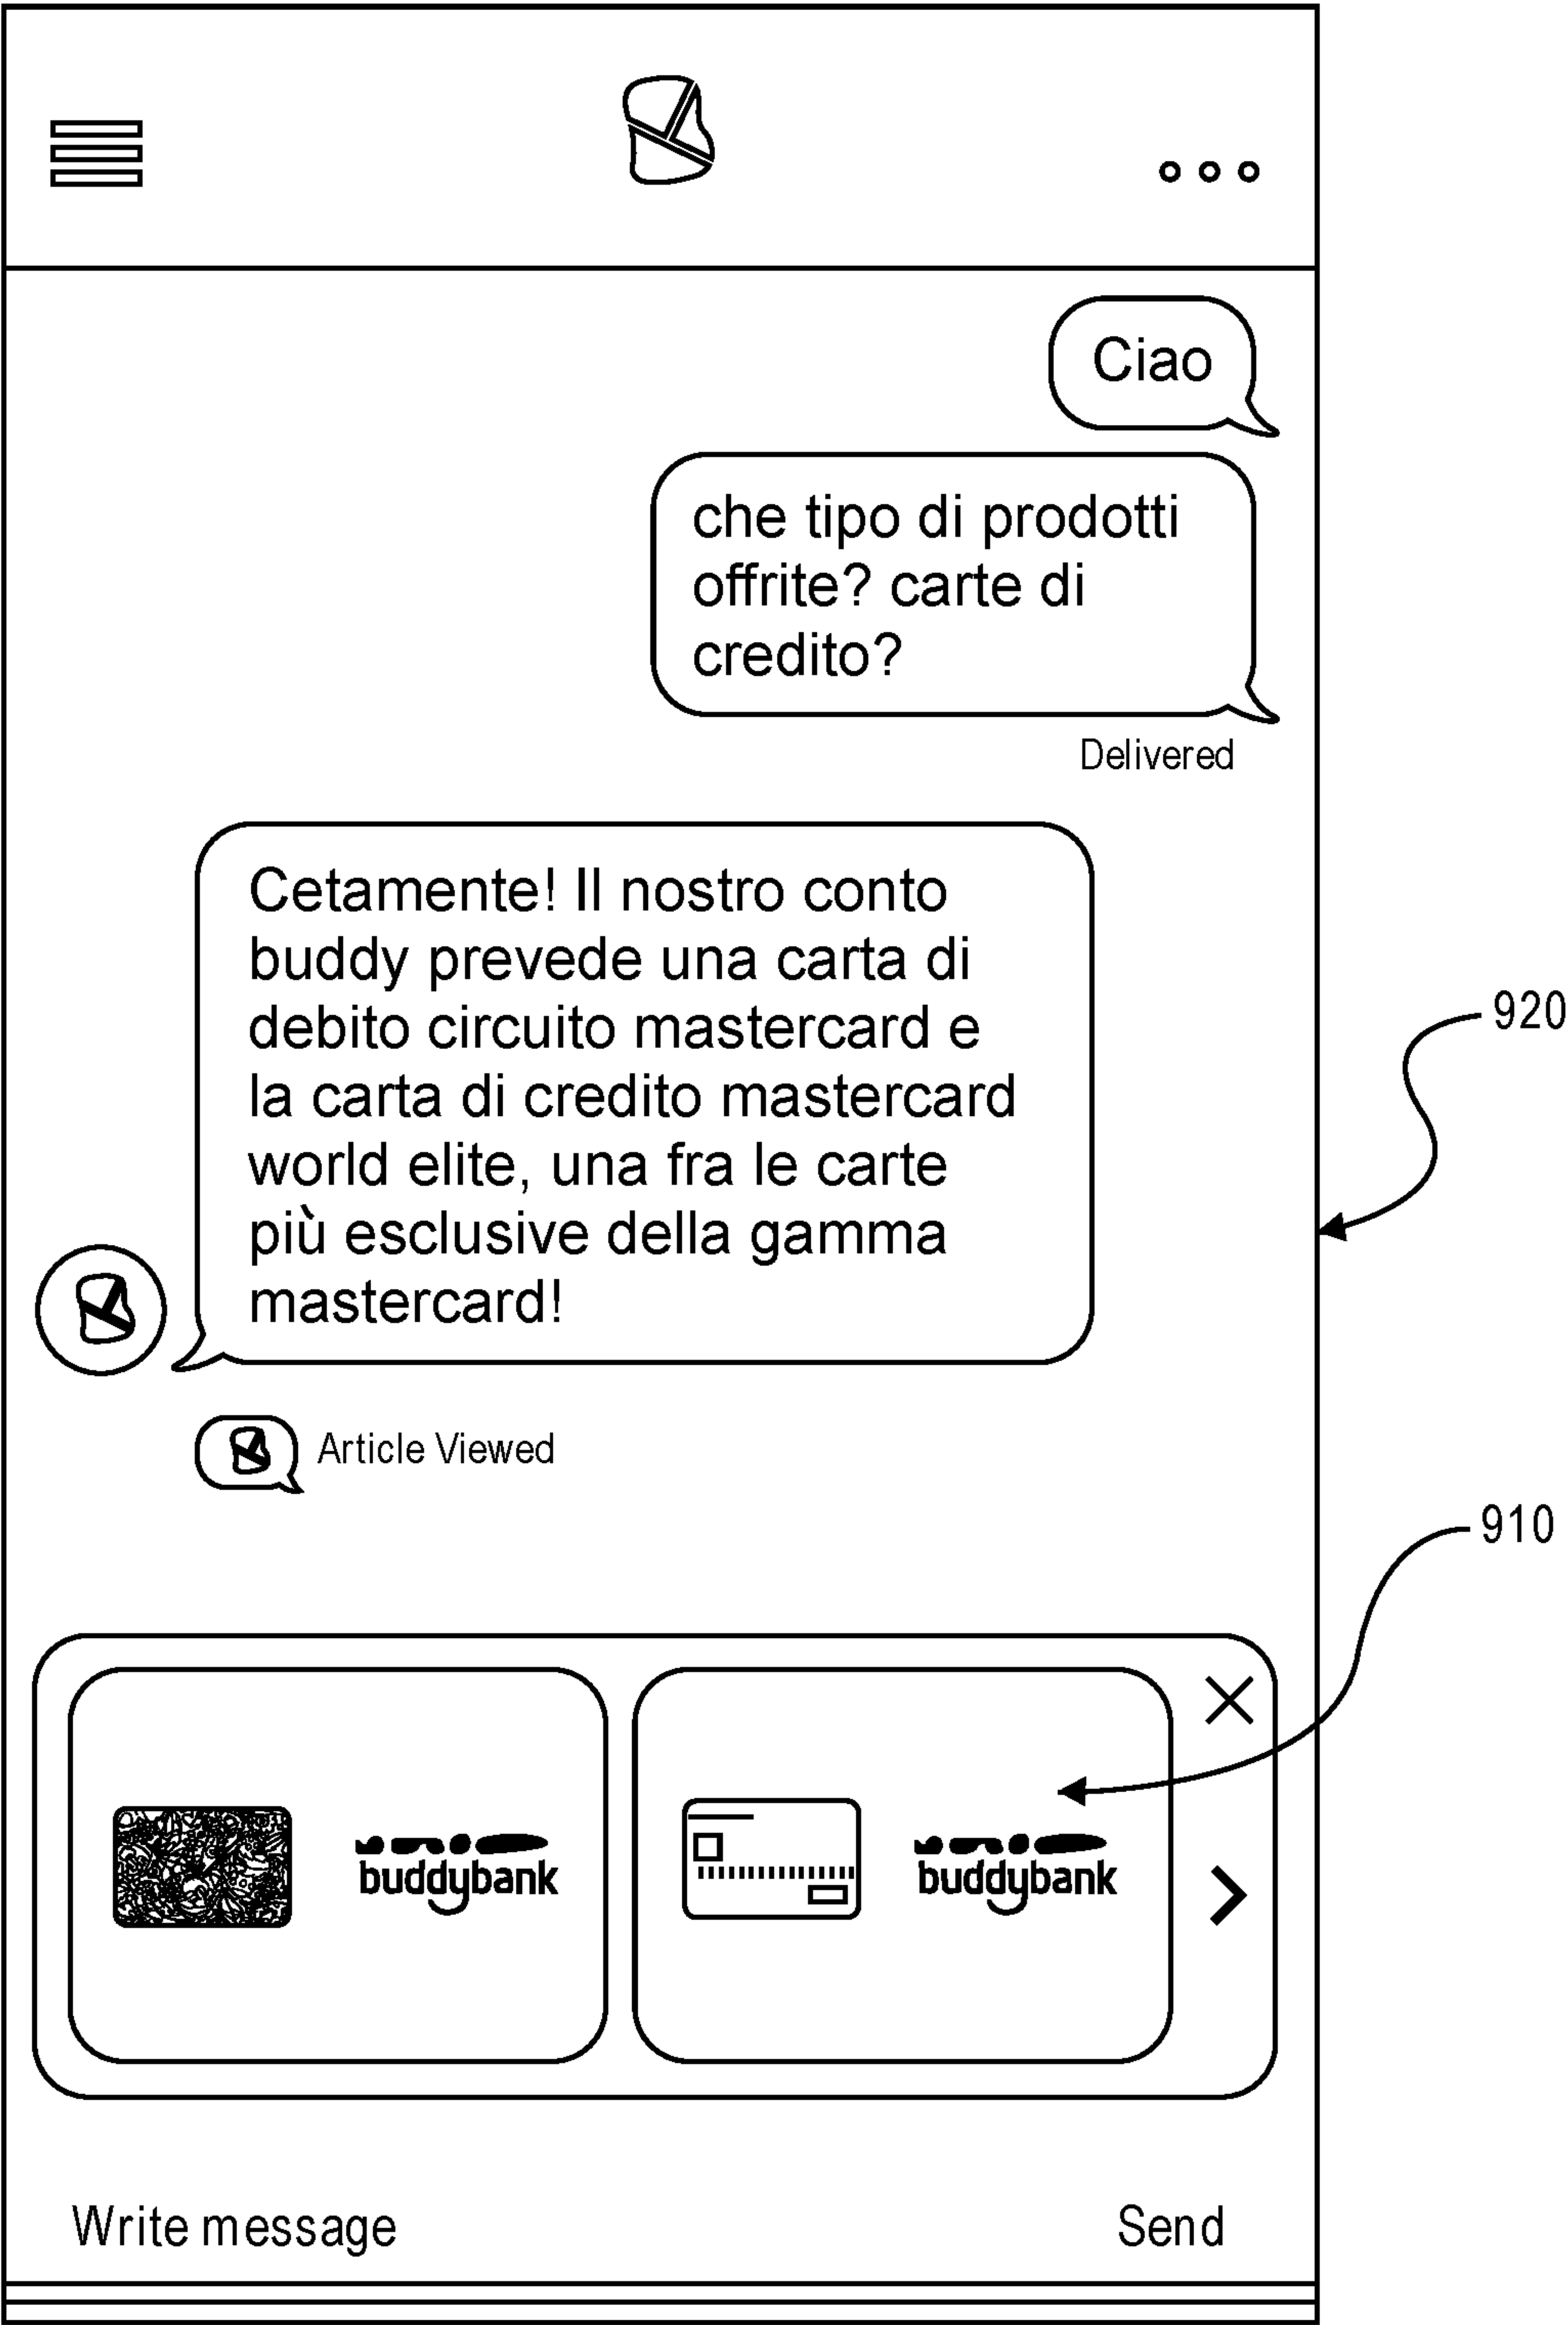 Ciao
che tipo di prodotti
offrite? carte di
credito?
Delivered
Cetamente! Il nostro conto
buddy prevede una carta di
debito circuito mastercard e
la carta di credito mastercard
world elite, una fra le carte
più esclusive della gamma
mastercard!
920
Article Viewed
910
buddybank
buddybank
Write message
Send